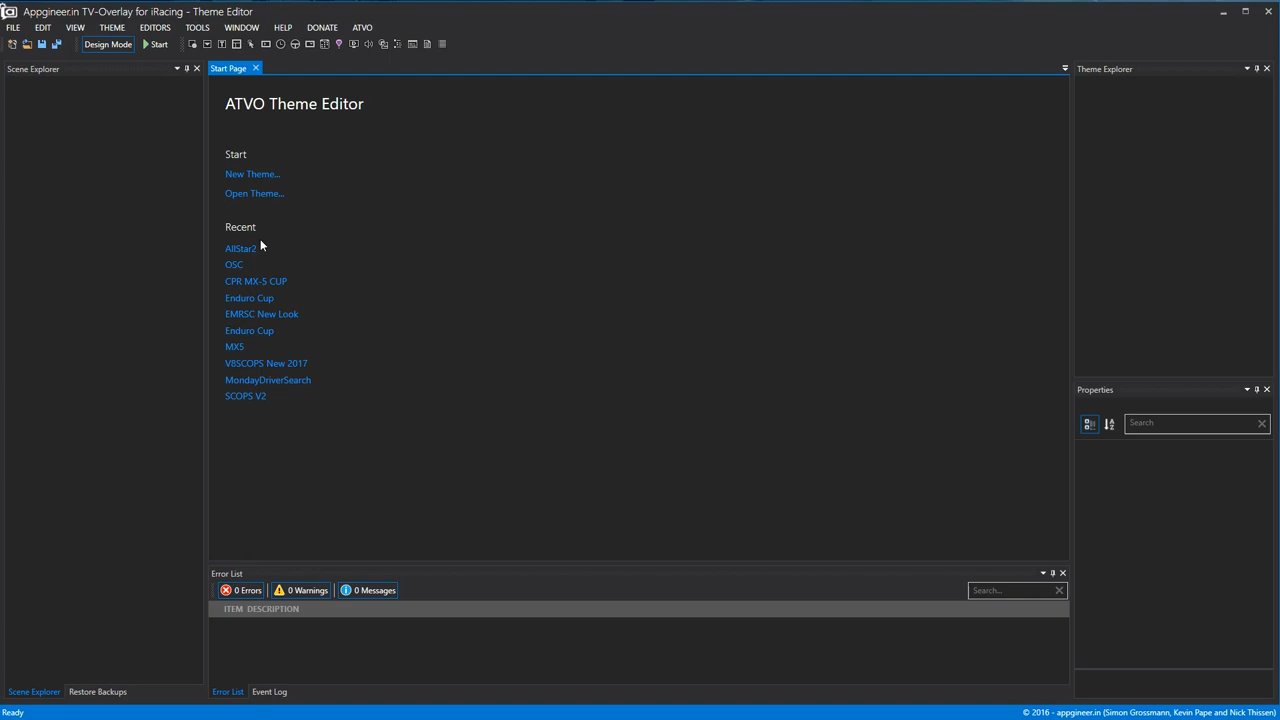 Appgineer.in TV-Overlay for iRacing - Theme Editor
FILE EDIT VIEW THEME EDITORS TOOLS WINDOW HELP DONATE ATVO
Design Mode Start
Scene Explorer
Start Page
Theme Explorer
ATVO Theme Editor
Start
New Theme...
Open Theme...
Recent
AllStar2
OSC
CPR MX-5 CUP
Enduro Cup
EMRSC New Look
Enduro Cup
MX5
V8SCOPS New 2017
MondayDriverSearch
SCOPS V2
Properties
Search
Error List
0 Errors 0 Warnings 0 Messages
Search...
ITEM DESCRIPTION
Scene Explorer Restore Backups
Error List Event Log
Ready
© 2016 - appgineer.in (Simon Grossmann, Kevin Pape and Nick Thissen)